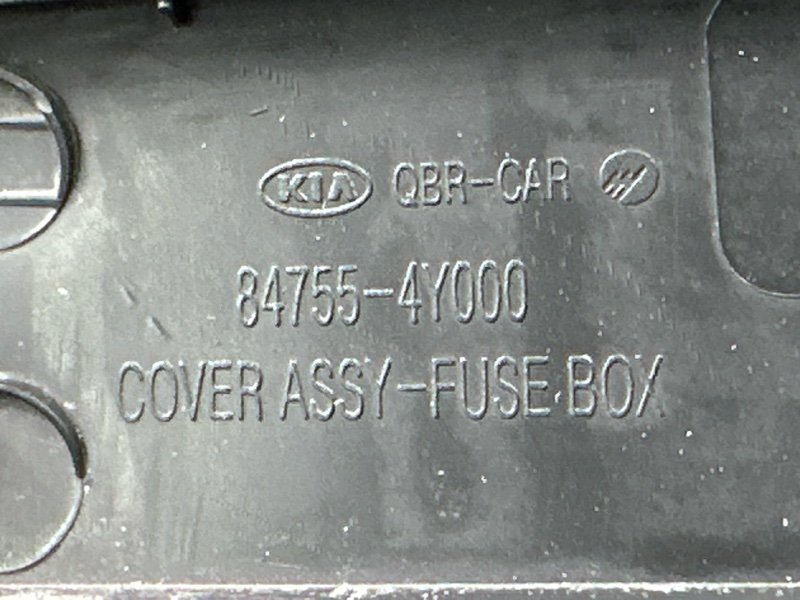 KIA QBR-CAR
84755-4Y000
COVER ASSY-FUSE BOX